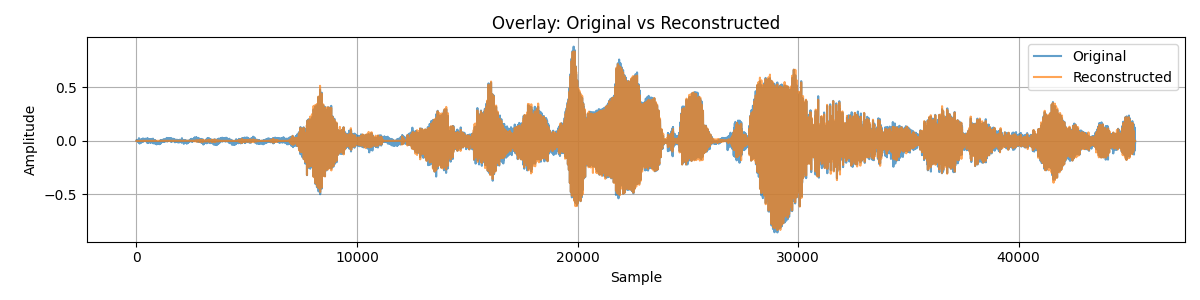 Overlay: Original vs Reconstructed
Original
Reconstructed
Amplitude
0.5
0.0
−0.5
0
10000
20000
30000
40000
Sample